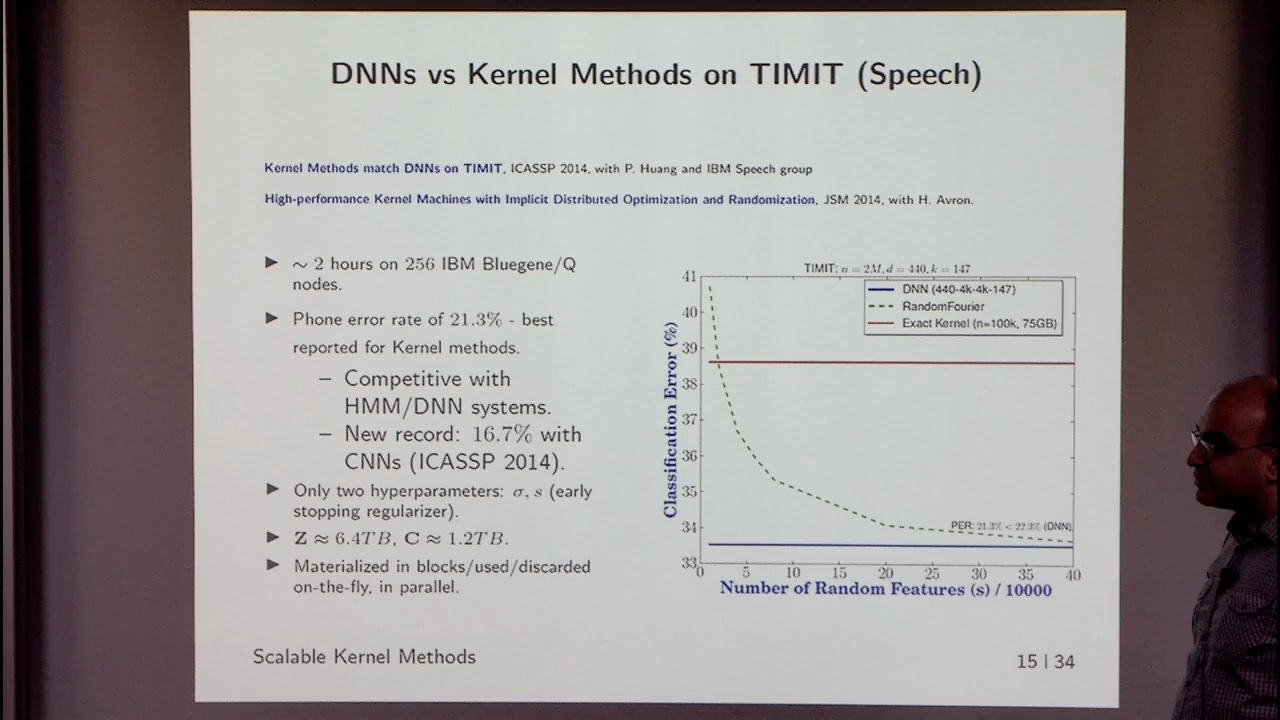 DNNs vs Kernel Methods on TIMIT (Speech)
Kernel Methods match DNNs on TIMIT, ICASSP 2014, with P. Huang and IBM Speech group
High-performance Kernel Machines with Implicit Distributed Optimization and Randomization, JSM 2014, with H. Avron.
► ∼ 2 hours on 256 IBM Bluegene/Q
nodes.
► Phone error rate of 21.3% - best
reported for Kernel methods.
– Competitive with
HMM/DNN systems.
– New record: 16.7% with
CNNs (ICASSP 2014).
► Only two hyperparameters: σ, s (early
stopping regularizer).
► Z ≈ 6.4TB, C ≈ 1.2TB.
► Materialized in blocks/used/discarded
on-the-fly, in parallel.
TIMIT: n = 2M, d = 440, k = 147
DNN (440-4k-4k-147)
RandomFourier
Exact Kernel (n=100k, 75GB)
Classification Error (%)
41
40
39
38
37
36
35
34
33
PER: 21.3% < 22.3% (DNN)
0 5 10 15 20 25 30 35 40
Number of Random Features (s) / 10000
Scalable Kernel Methods
15 | 34